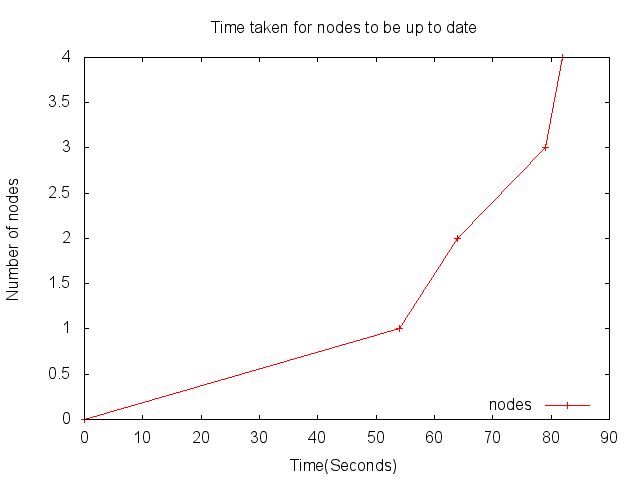 Time taken for nodes to be up to date
4
3.5
3
2.5
2
1.5
1
0.5
0
Number of nodes
nodes
0 10 20 30 40 50 60 70 80 90
Time(Seconds)